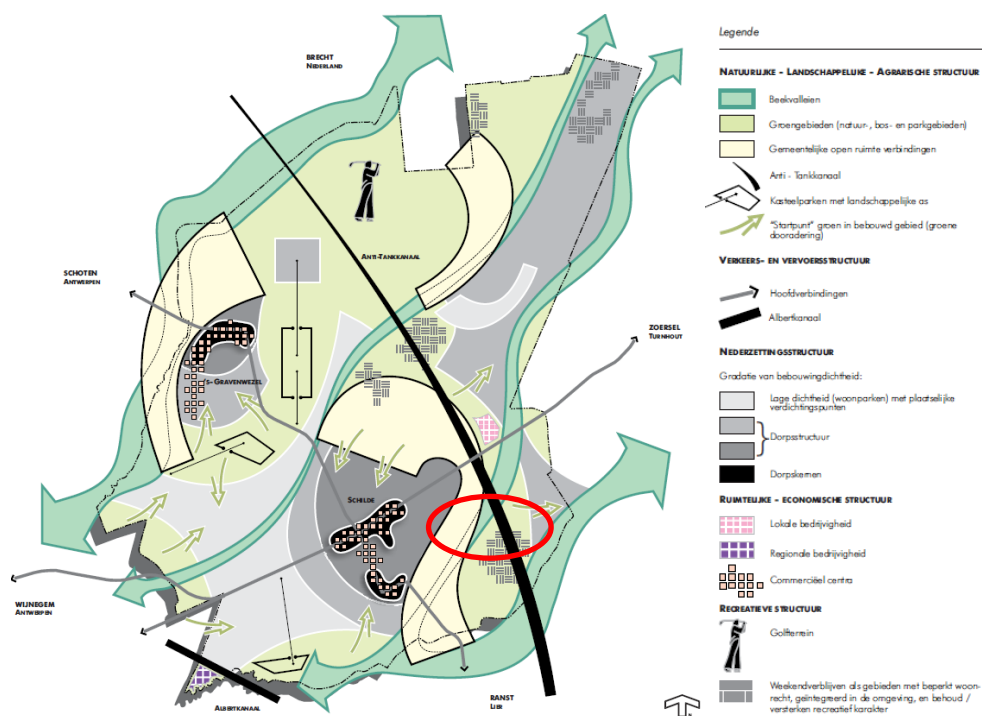 BRECHT
NEDERLAND
ANTI-TANKKANAAL
SCHOTEN
ANTWERPEN
'S- GRAVENWEZEL
ZOERSEL
TURNHOUT
SCHILDE
WIJNEGEM
ANTWERPEN
ALBERTKANAAL
RANST
LIER
Legende
NATUURLIJKE - LANDSCHAPPELIJKE - AGRARISCHE STRUCTUUR
Beekvalleien
Groengebieden (natuur-, bos- en parkgebieden)
Gemeentelijke open ruimte verbindingen
Anti - Tankkanaal
Kasteelparken met landschappelijke as
"Startpunt" groen in bebouwd gebied (groene
dooradering)
VERKEERS- EN VERVOERSSTRUCTUUR
Hoofdverbindingen
Albertkanaal
NEDERZETTINGSSTRUCTUUR
Gradatie van bebouwingdichtheid:
Lage dichtheid (woonparken) met plaatselijke
verdichtingspunten
Dorpsstructuur
Dorpskernen
RUIMTELIJKE - ECONOMISCHE STRUCTUUR
Lokale bedrijvigheid
Regionale bedrijvigheid
Commerciëel centra
RECREATIEVE STRUCTUUR
Golfterrein
Weekendverblijven als gebieden met beperkt woon-
recht, geïntegreerd in de omgeving, en behoud /
versterken recreatief karakter